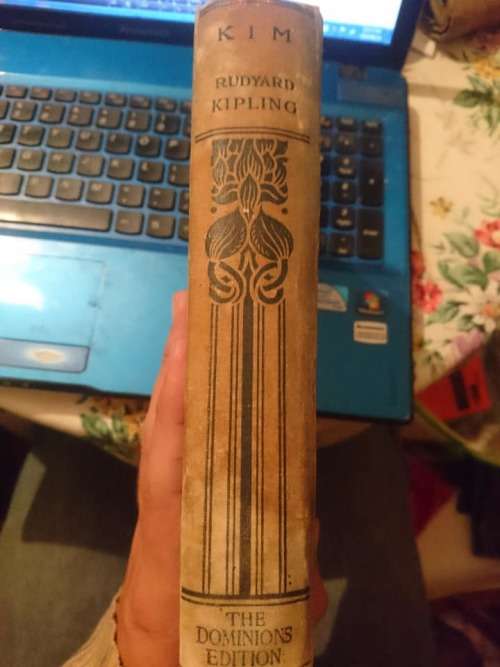 KIM
RUDYARD
KIPLING
THE
DOMINIONS
EDITION